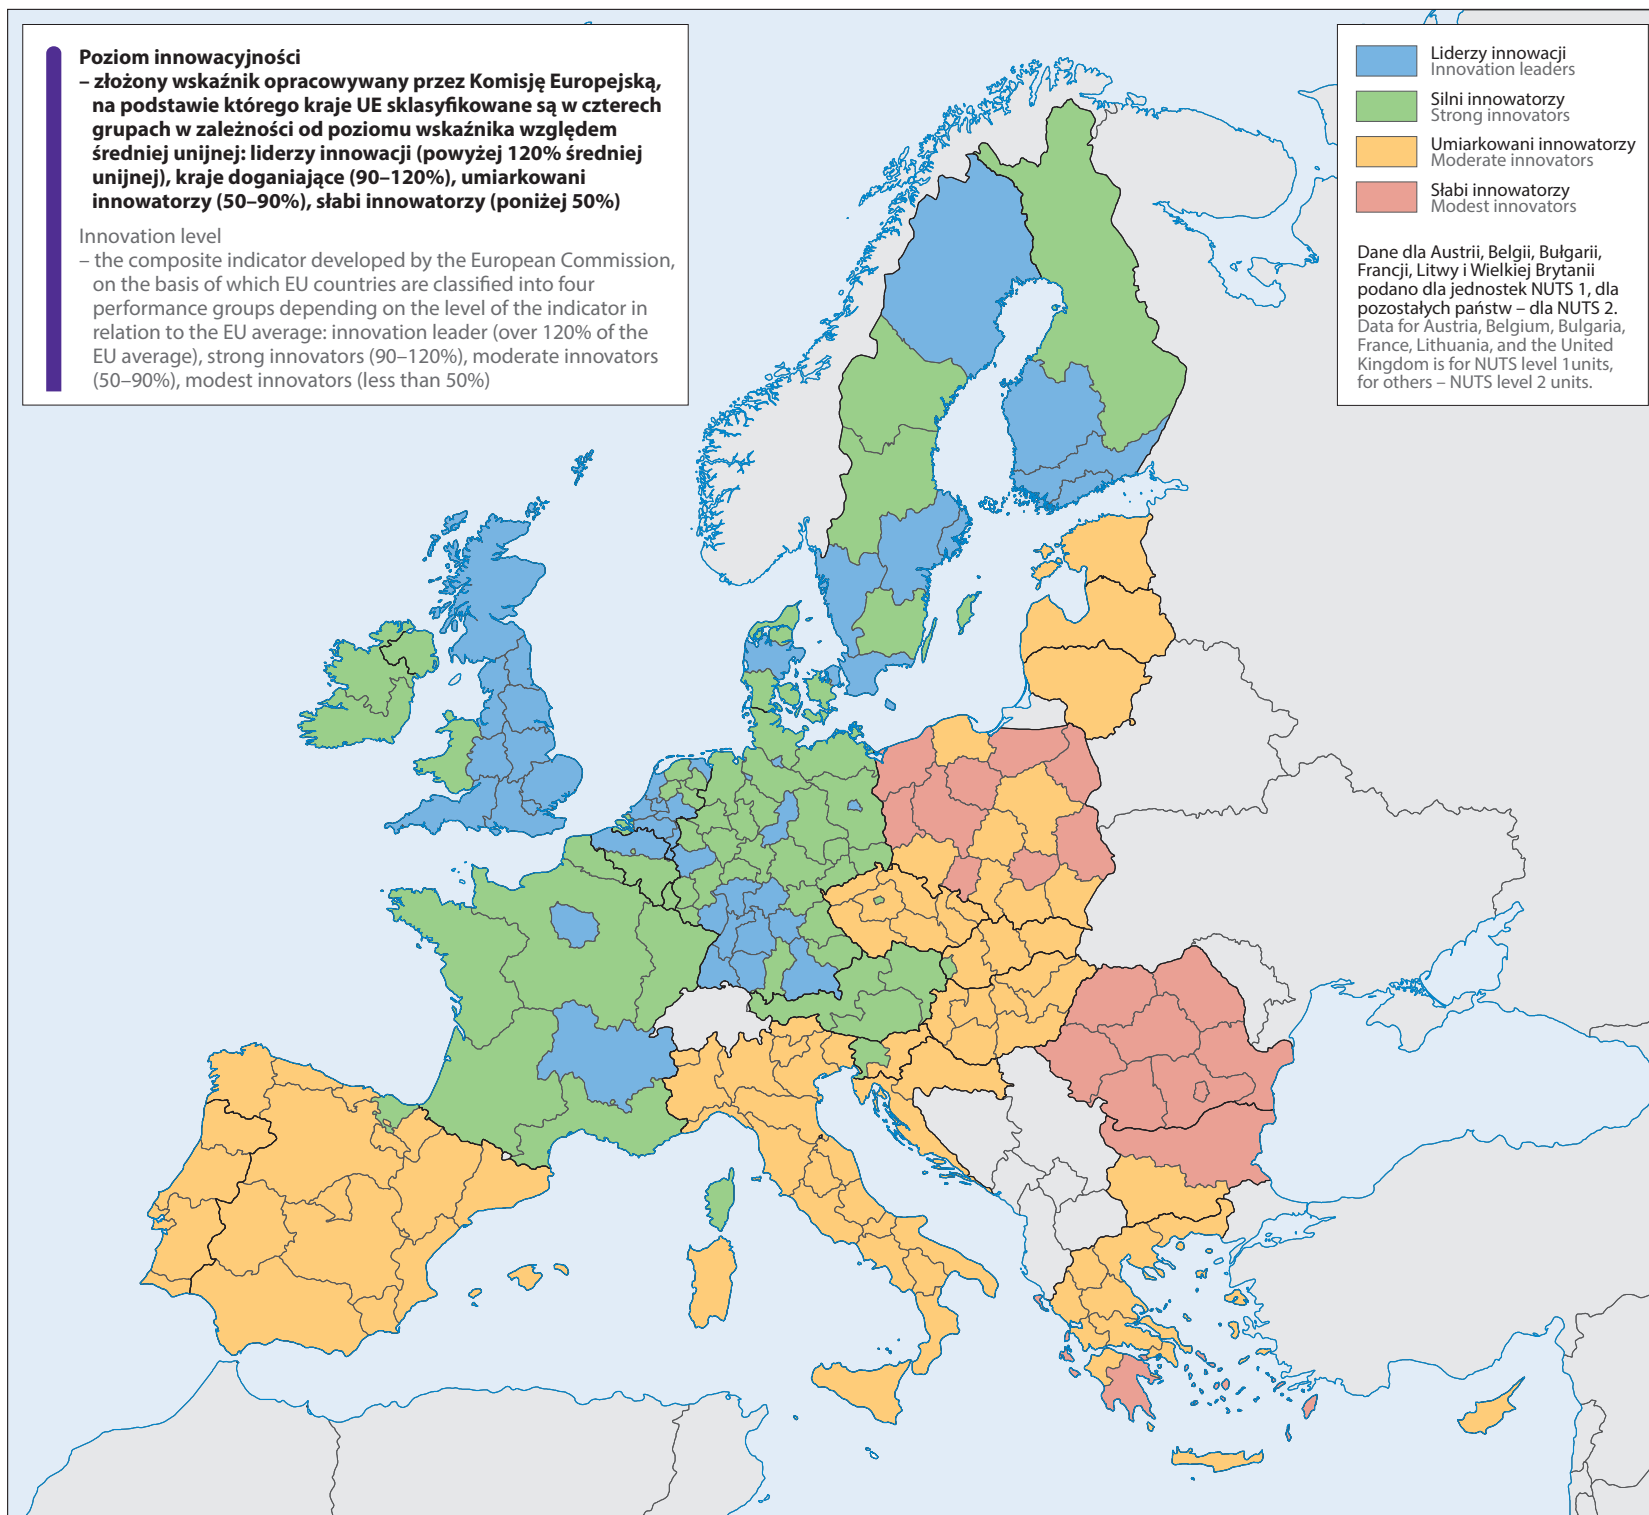 Poziom innowacyjności
– złożony wskaźnik opracowywany przez Komisję Europejską,
na podstawie którego kraje UE sklasyfikowane są w czterech
grupach w zależności od poziomu wskaźnika względem
średniej unijnej: liderzy innowacji (powyżej 120% średniej
unijnej), kraje doganiające (90–120%), umiarkowani
innowatorzy (50–90%), słabi innowatorzy (poniżej 50%)
Innovation level
– the composite indicator developed by the European Commission,
on the basis of which EU countries are classified into four
performance groups depending on the level of the indicator in
relation to the EU average: innovation leader (over 120% of the
EU average), strong innovators (90–120%), moderate innovators
(50–90%), modest innovators (less than 50%)
Liderzy innowacji
Innovation leaders
Silni innowatorzy
Strong innovators
Umiarkowani innowatorzy
Moderate innovators
Słabi innowatorzy
Modest innovators
Dane dla Austrii, Belgii, Bułgarii,
Francji, Litwy i Wielkiej Brytanii
podano dla jednostek NUTS 1, dla
pozostałych państw – dla NUTS 2.
Data for Austria, Belgium, Bulgaria,
France, Lithuania, and the United
Kingdom is for NUTS level 1units,
for others – NUTS level 2 units.